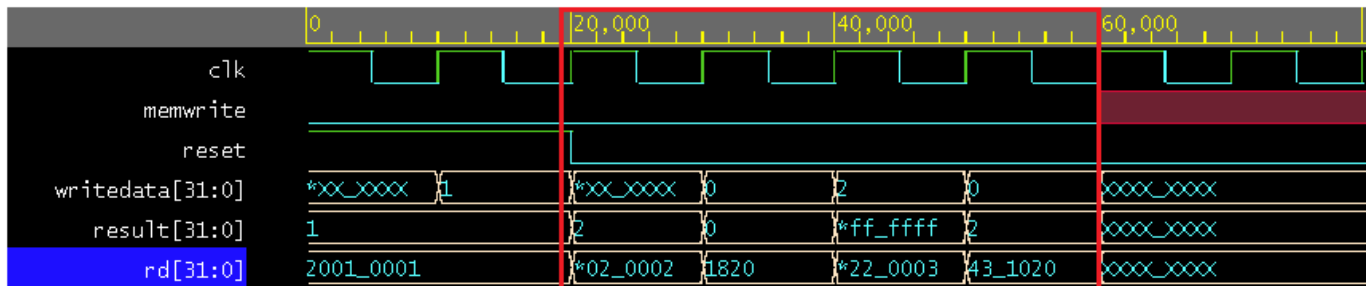 0 20,000 40,000 60,000
clk
memwrite
reset
writedata[31:0] *XX_XXXX 1 *XX_XXXX 0 2 0 XXXX_XXXX
result[31:0] 1 2 0 *ff_ffff 2 XXXX_XXXX
rd[31:0] 2001_0001 *02_0002 1820 *22_0003 43_1020 XXXX_XXXX